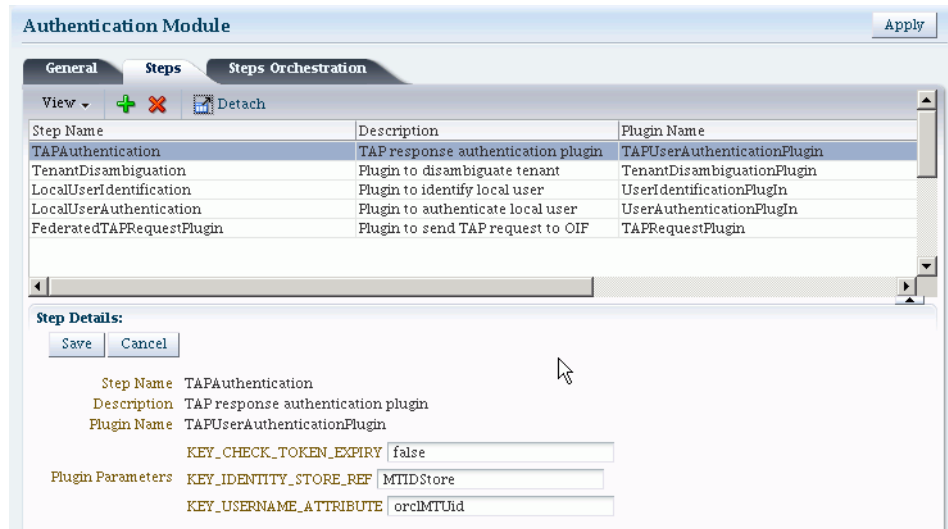 Authentication Module
Apply
General Steps Steps Orchestration
View Detach
Step Name Description Plugin Name
TAPAuthentication TAP response authentication plugin TAPUserAuthenticationPlugin
TenantDisambiguation Plugin to disambiguate tenant TenantDisambiguationPlugin
LocalUserIdentification Plugin to identify local user UserIdentificationPlugIn
LocalUserAuthentication Plugin to authenticate local user UserAuthenticationPlugIn
FederatedTAPRequestPlugin Plugin to send TAP request to OIF TAPRequestPlugin
Step Details:
Save Cancel
Step Name TAPAuthentication
Description TAP response authentication plugin
Plugin Name TAPUserAuthenticationPlugin
KEY_CHECK_TOKEN_EXPIRY false
Plugin Parameters KEY_IDENTITY_STORE_REF MTIDStore
KEY_USERNAME_ATTRIBUTE orclMTUid